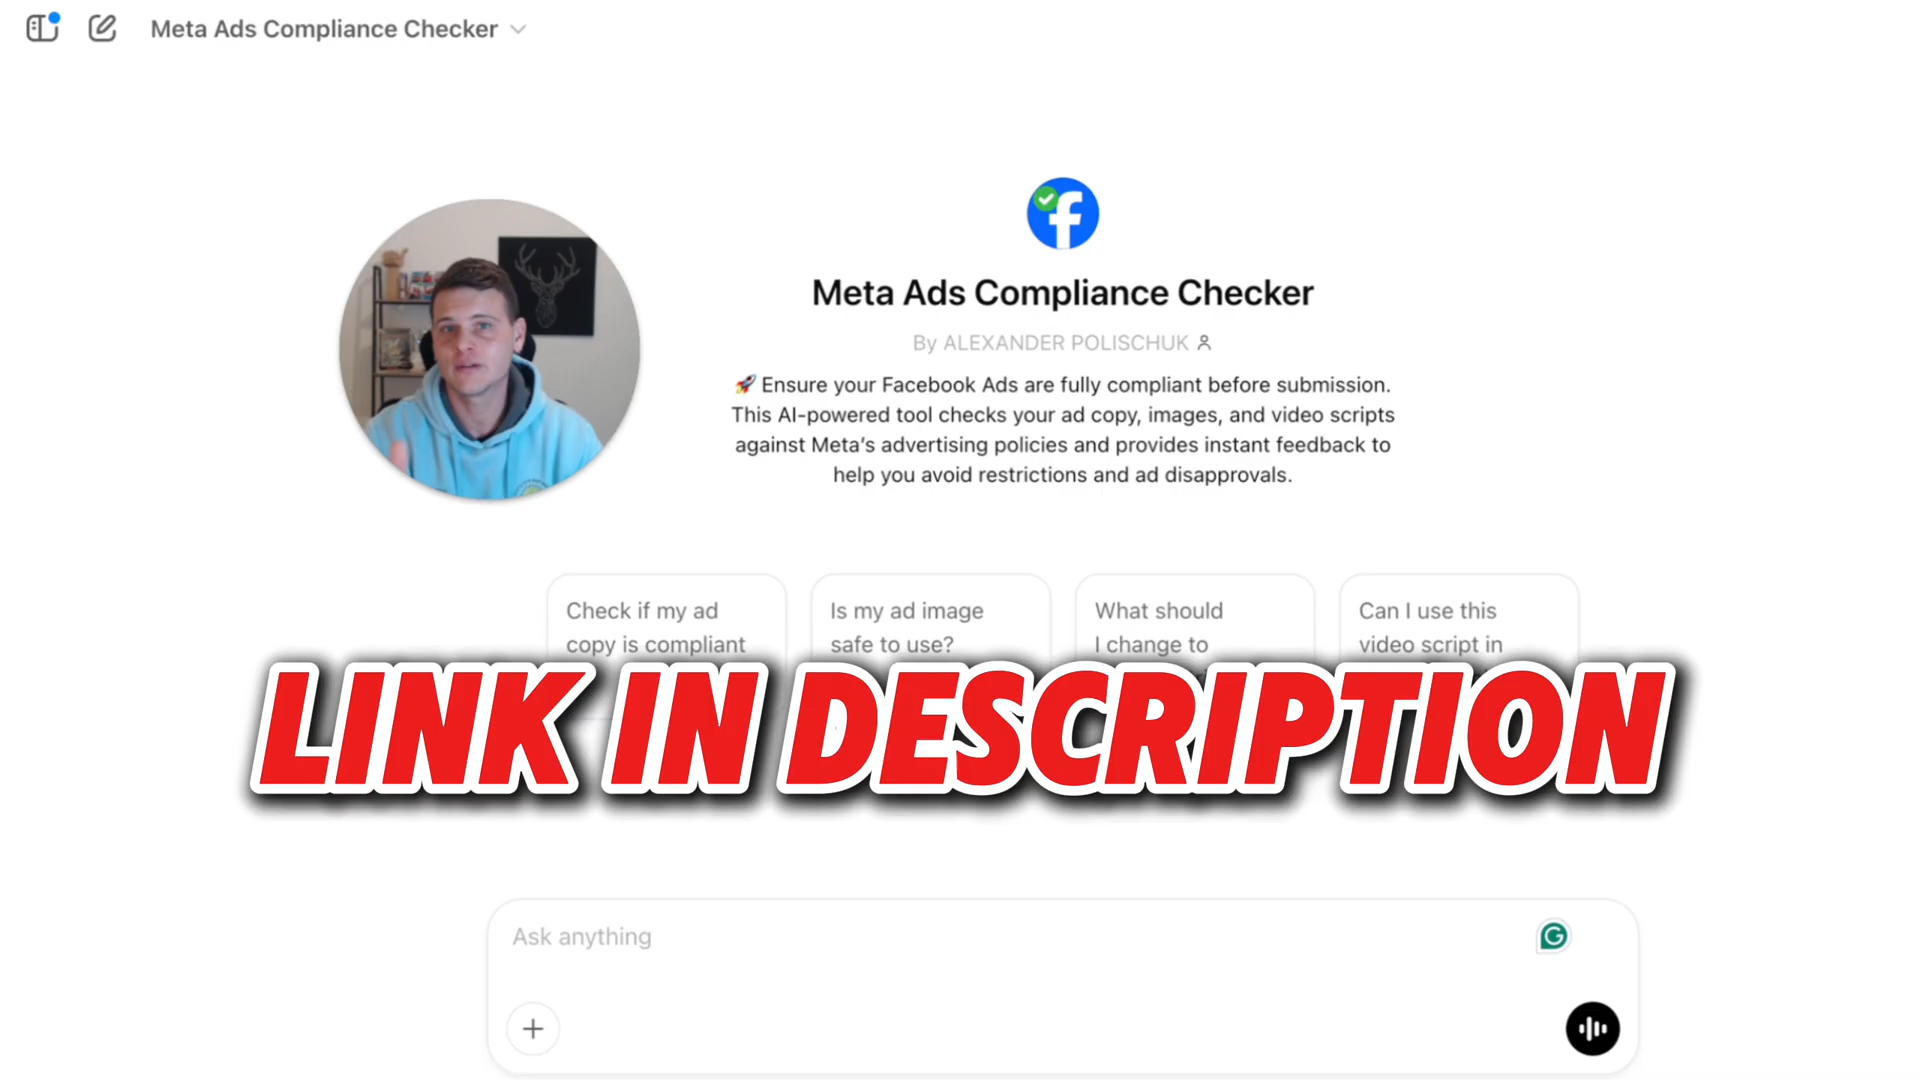 Meta Ads Compliance Checker
Meta Ads Compliance Checker
By ALEXANDER POLISCHUK
🚀 Ensure your Facebook Ads are fully compliant before submission.
This AI-powered tool checks your ad copy, images, and video scripts
against Meta's advertising policies and provides instant feedback to
help you avoid restrictions and ad disapprovals.
Check if my ad
copy is compliant
Is my ad image
safe to use?
What should
I change to
Can I use this
video script in
LINK IN DESCRIPTION
Ask anything